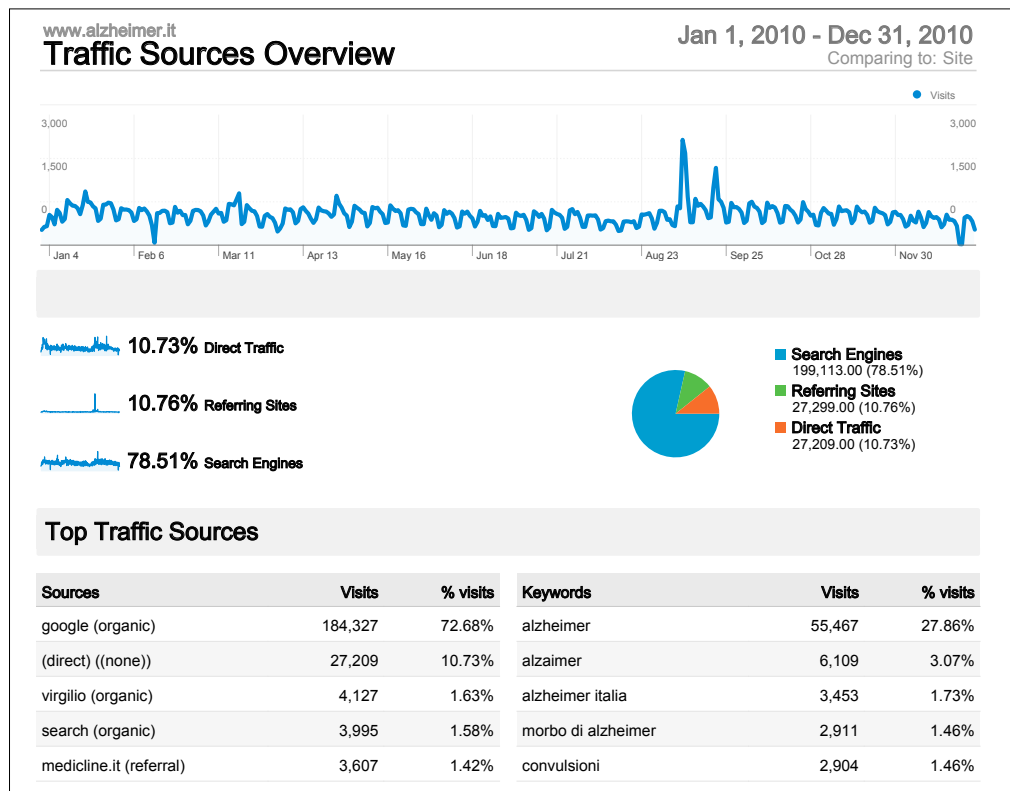 www.alzheimer.it
Traffic Sources Overview
Jan 1, 2010 - Dec 31, 2010
Comparing to: Site
Visits
3,000 3,000
1,500 1,500
0 0
Jan 4 Feb 6 Mar 11 Apr 13 May 16 Jun 18 Jul 21 Aug 23 Sep 25 Oct 28 Nov 30
10.73% Direct Traffic
10.76% Referring Sites
78.51% Search Engines
Search Engines
199,113.00 (78.51%)
Referring Sites
27,299.00 (10.76%)
Direct Traffic
27,209.00 (10.73%)
Top Traffic Sources
Sources Visits % visits
google (organic) 184,327 72.68%
(direct) ((none)) 27,209 10.73%
virgilio (organic) 4,127 1.63%
search (organic) 3,995 1.58%
medicline.it (referral) 3,607 1.42%
Keywords Visits % visits
alzheimer 55,467 27.86%
alzaimer 6,109 3.07%
alzheimer italia 3,453 1.73%
morbo di alzheimer 2,911 1.46%
convulsioni 2,904 1.46%